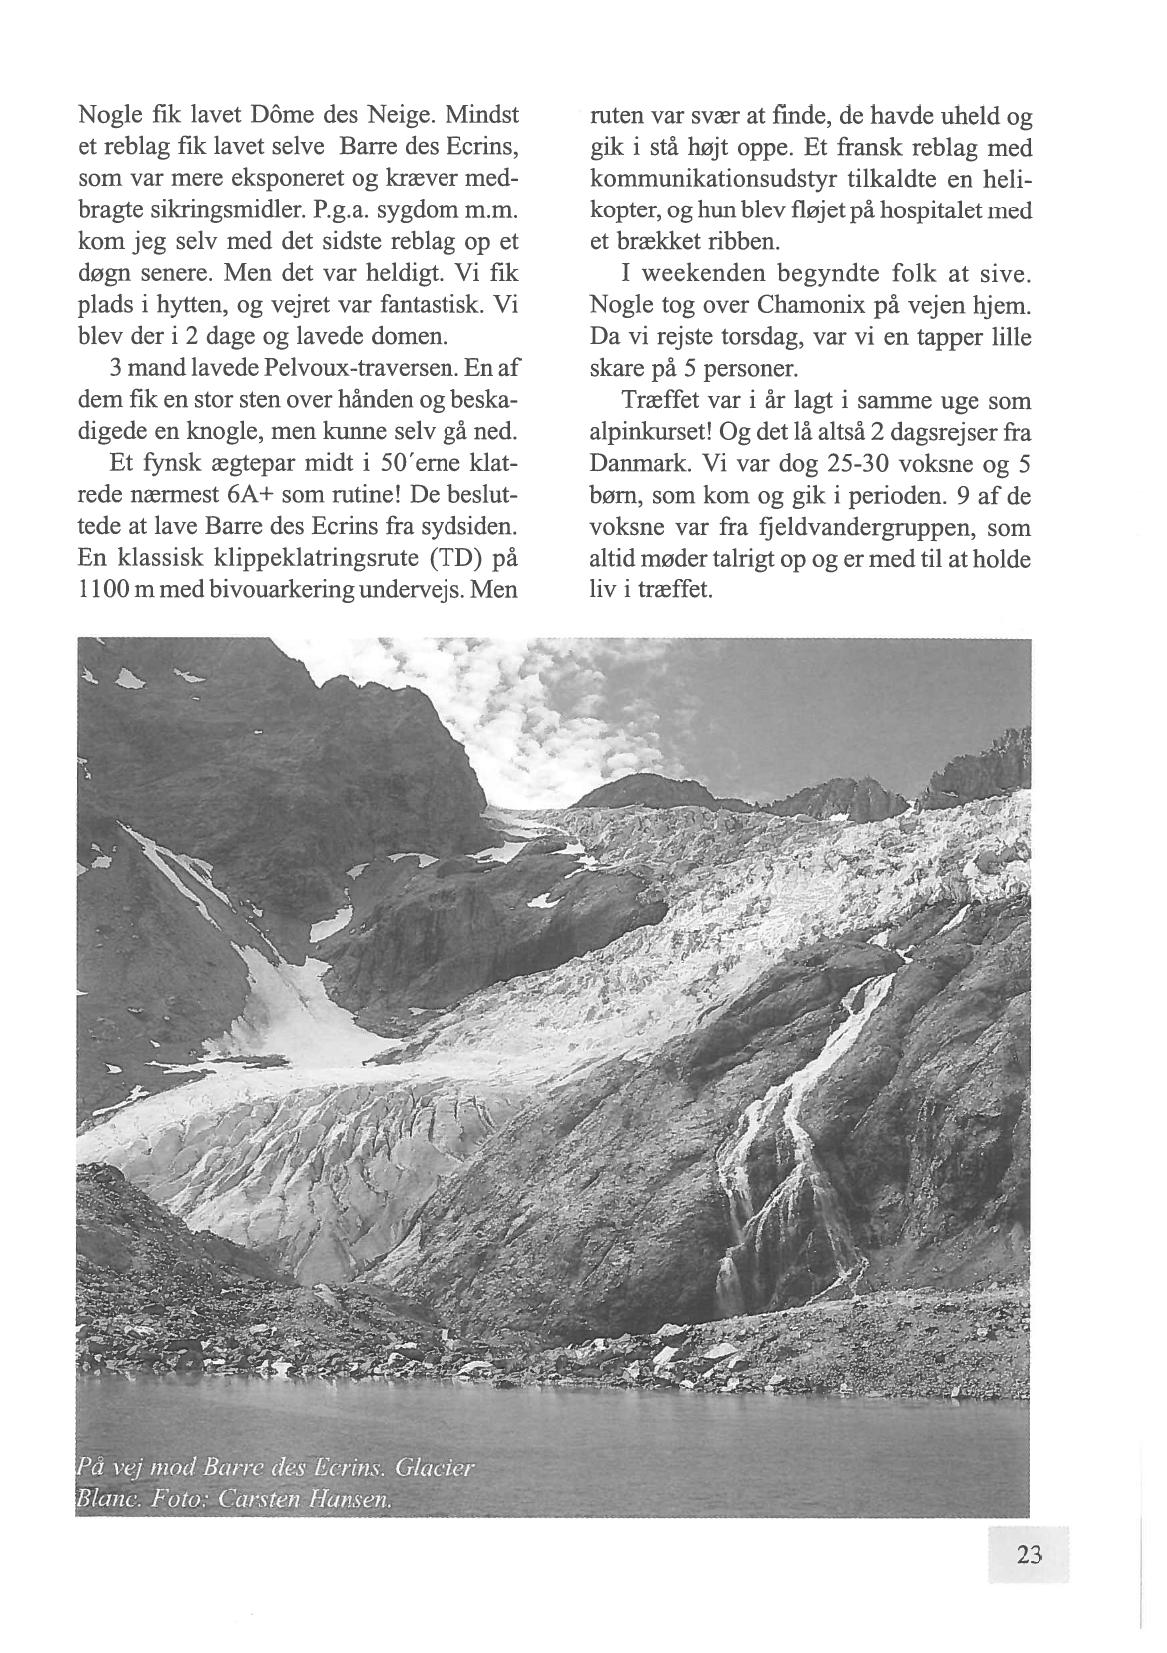 Nogle fik lavet Dôme des Neige. Mindst
et reblag fik lavet selve Barre des Ecrins,
som var mere eksponeret og kræver med-
bragte sikringsmidler. P.g.a. sygdom m.m.
kom jeg selv med det sidste reblag op et
døgn senere. Men det var heldigt. Vi fik
plads i hytten, og vejret var fantastisk. Vi
blev der i 2 dage og lavede domen.
3 mand lavede Pelvoux-traversen. En af
dem fik en stor sten over hånden og beska-
digede en knogle, men kunne selv gå ned.
Et fynsk ægtepar midt i 50´erne klat-
rede nærmest 6A+ som rutine! De beslut-
tede at lave Barre des Ecrins fra sydsiden.
En klassisk klippeklatringsrute (TD) på
1100 m med bivouarkering undervejs. Men
ruten var svær at finde, de havde uheld og
gik i stå højt oppe. Et fransk reblag med
kommunikationsudstyr tilkaldte en heli-
kopter, og hun blev fløjet på hospitalet med
et brækket ribben.
I weekenden begyndte folk at sive.
Nogle tog over Chamonix på vejen hjem.
Da vi rejste torsdag, var vi en tapper lille
skare på 5 personer.
Træffet var i år lagt i samme uge som
alpinkurset! Og det lå altså 2 dagsrejser fra
Danmark. Vi var dog 25-30 voksne og 5
børn, som kom og gik i perioden. 9 af de
voksne var fra fjeldvandergruppen, som
altid møder talrigt op og er med til at holde
liv i træffet.
På vej mod Barre des Ecrins. Glacier
Blanc. Foto: Carsten Hansen.
23